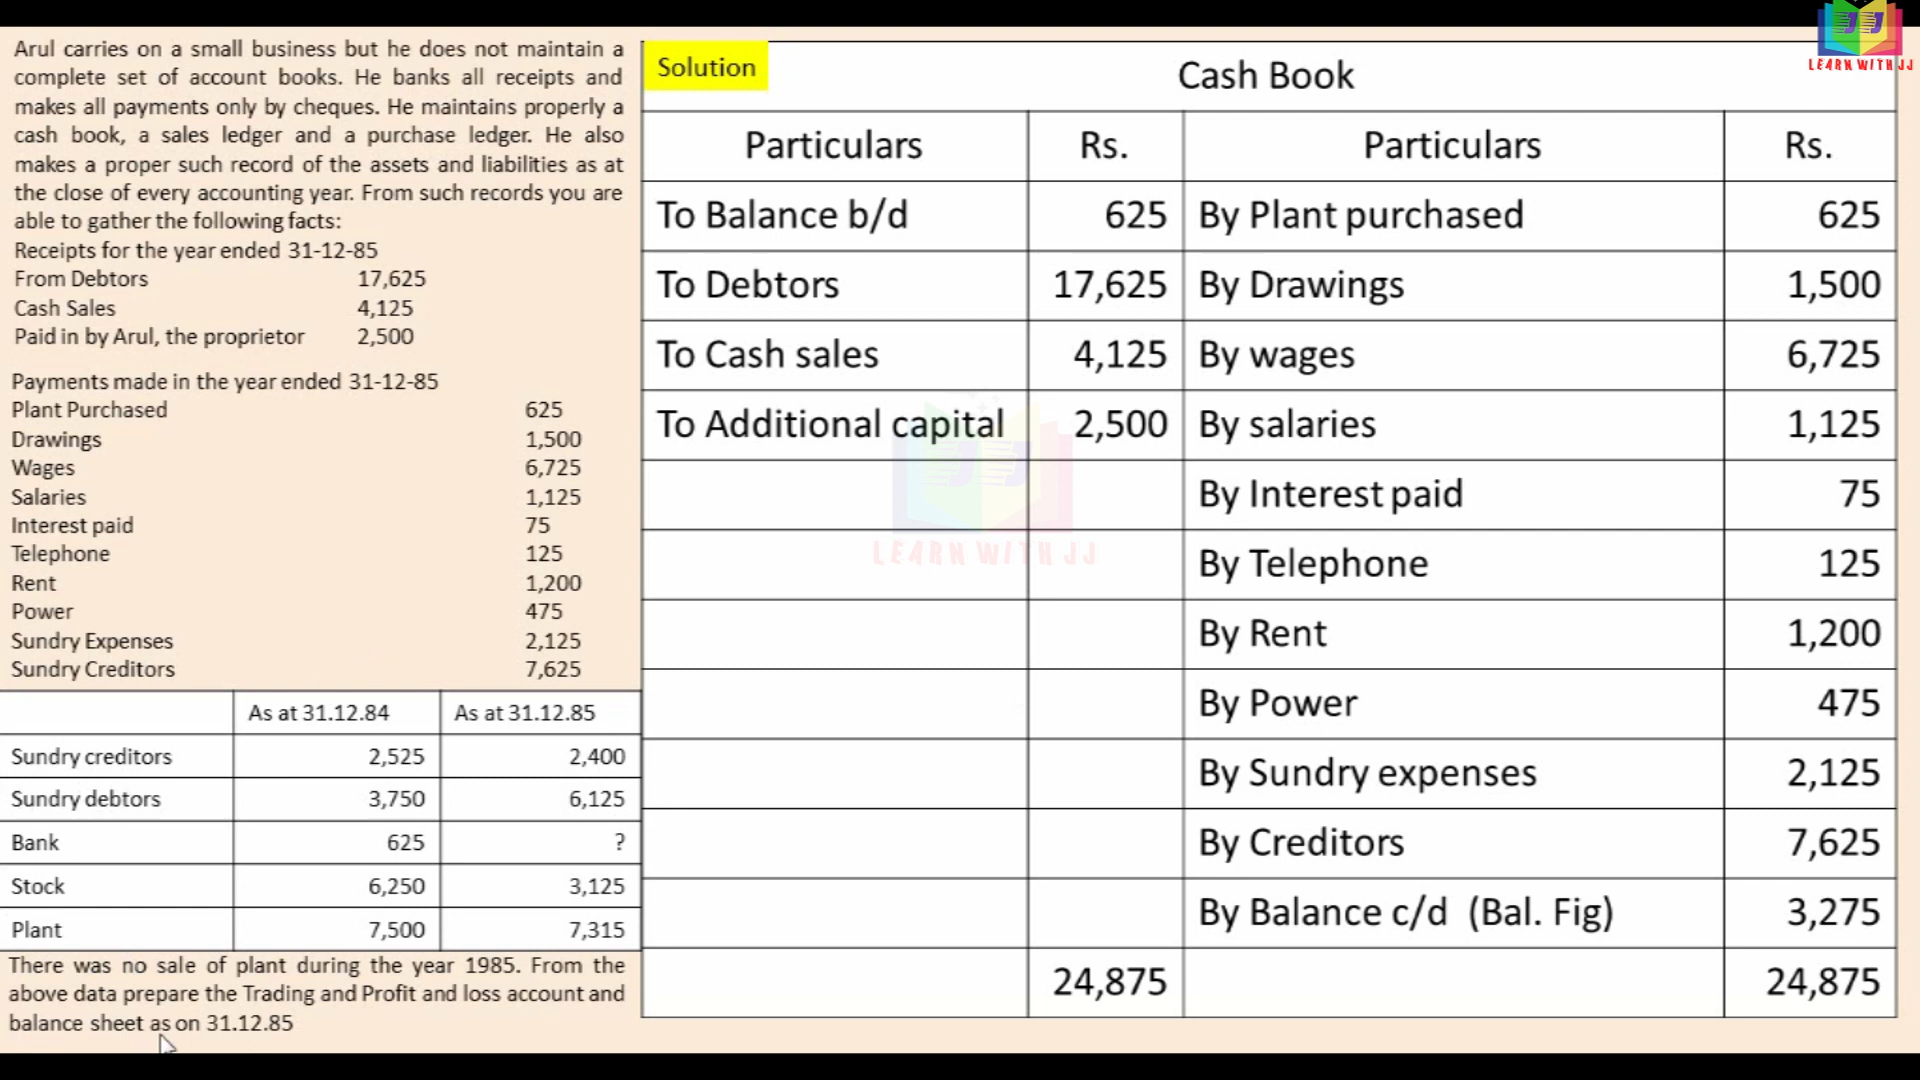 Arul carries on a small business but he does not maintain a
complete set of account books. He banks all receipts and
makes all payments only by cheques. He maintains properly a
cash book, a sales ledger and a purchase ledger. He also
makes a proper such record of the assets and liabilities as at
the close of every accounting year. From such records you are
able to gather the following facts:
Receipts for the year ended 31-12-85
From Debtors 17,625
Cash Sales 4,125
Paid in by Arul, the proprietor 2,500
Payments made in the year ended 31-12-85
Plant Purchased 625
Drawings 1,500
Wages 6,725
Salaries 1,125
Interest paid 75
Telephone 125
Rent 1,200
Power 475
Sundry Expenses 2,125
Sundry Creditors 7,625
As at 31.12.84 As at 31.12.85
Sundry creditors 2,525 2,400
Sundry debtors 3,750 6,125
Bank 625 ?
Stock 6,250 3,125
Plant 7,500 7,315
There was no sale of plant during the year 1985. From the
above data prepare the Trading and Profit and loss account and
balance sheet as on 31.12.85
Solution
Cash Book
Particulars Rs. Particulars Rs.
To Balance b/d 625 By Plant purchased 625
To Debtors 17,625 By Drawings 1,500
To Cash sales 4,125 By wages 6,725
To Additional capital 2,500 By salaries 1,125
By Interest paid 75
By Telephone 125
By Rent 1,200
By Power 475
By Sundry expenses 2,125
By Creditors 7,625
By Balance c/d (Bal. Fig) 3,275
24,875 24,875
JJ
LEARN WITH JJ
JJ
LEARN WITH JJ